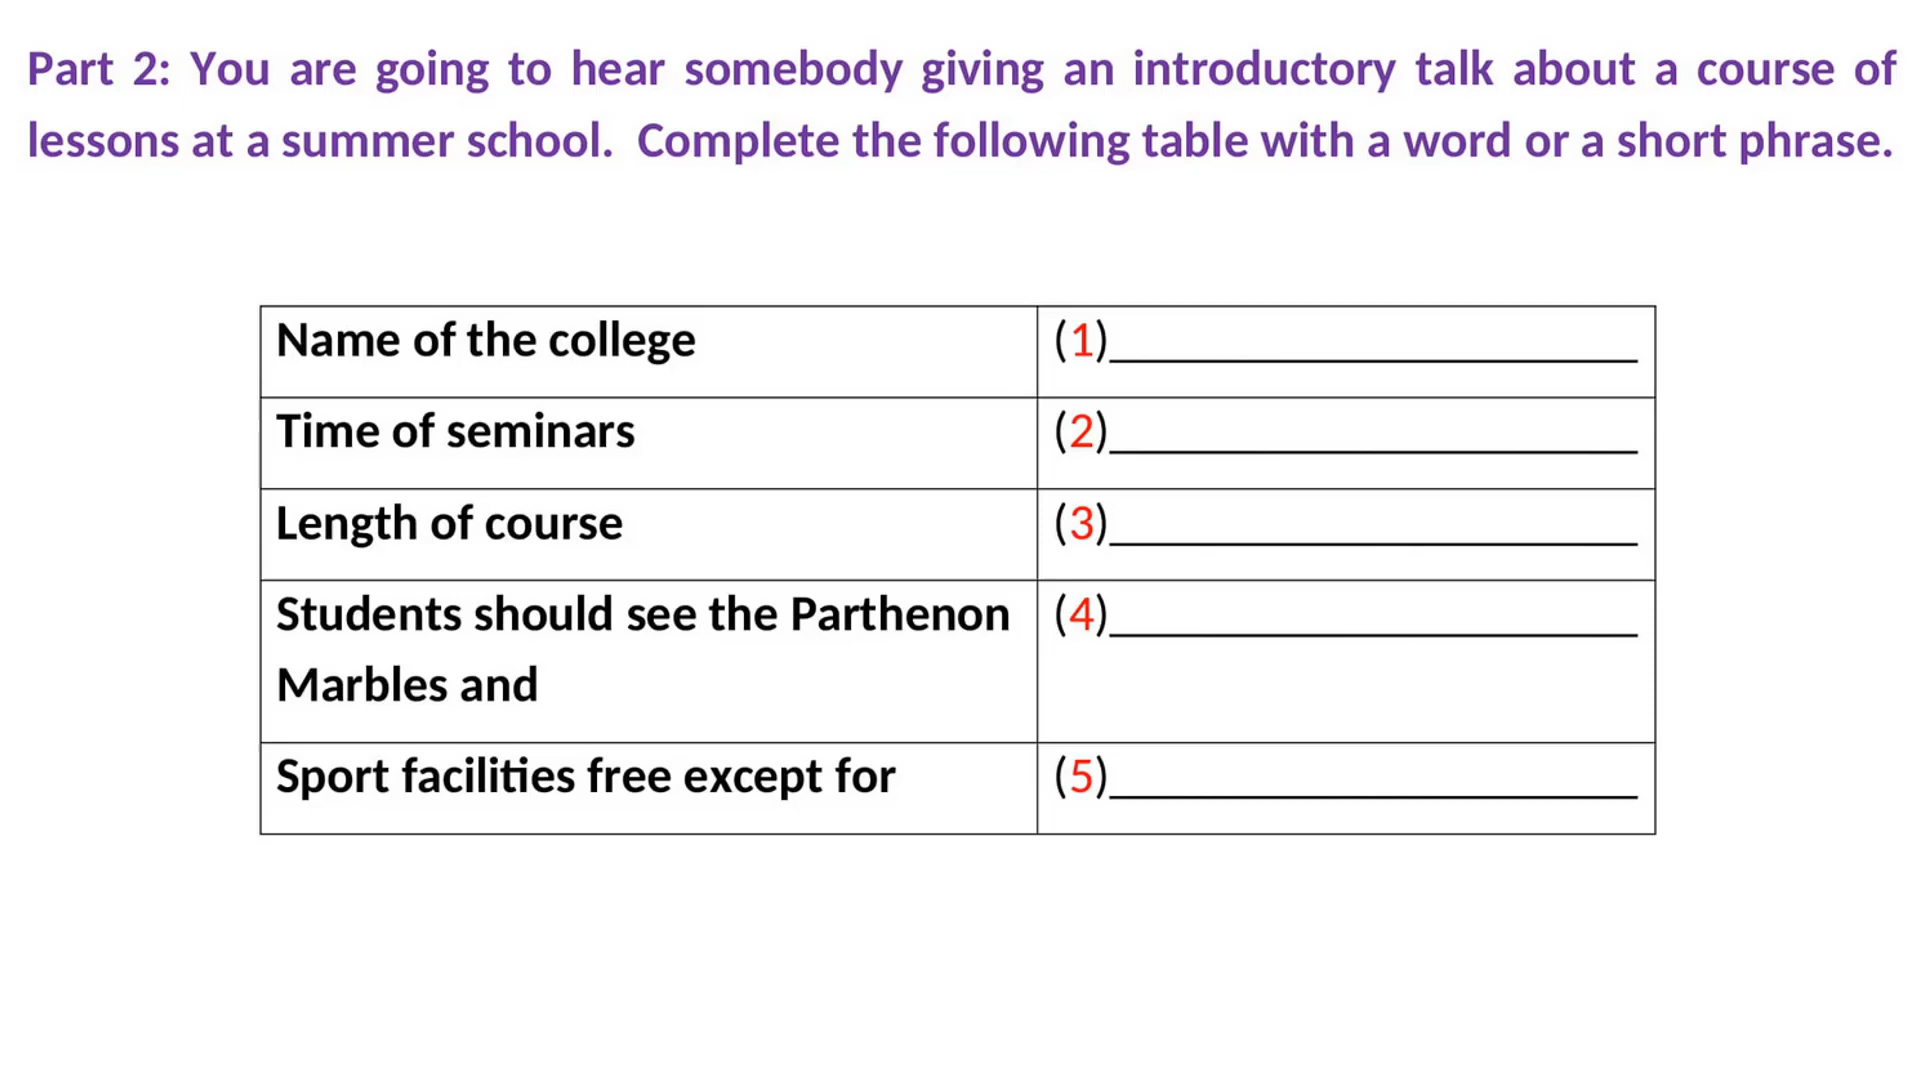 Part 2: You are going to hear somebody giving an introductory talk about a course of
lessons at a summer school. Complete the following table with a word or a short phrase.
Name of the college (1)______________________
Time of seminars (2)______________________
Length of course (3)______________________
Students should see the Parthenon (4)______________________
Marbles and
Sport facilities free except for (5)______________________